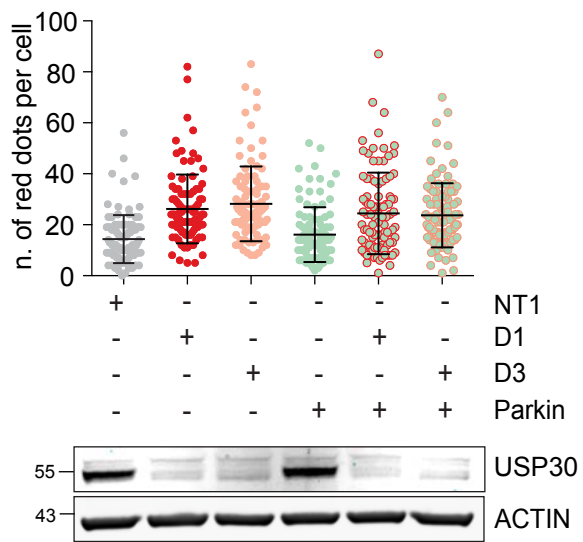 n. of red dots per cell
100
80
60
40
20
0
+ - - - - - NT1
- + - - + - D1
- - + - - + D3
- - - + + + Parkin
55 USP30
43 ACTIN